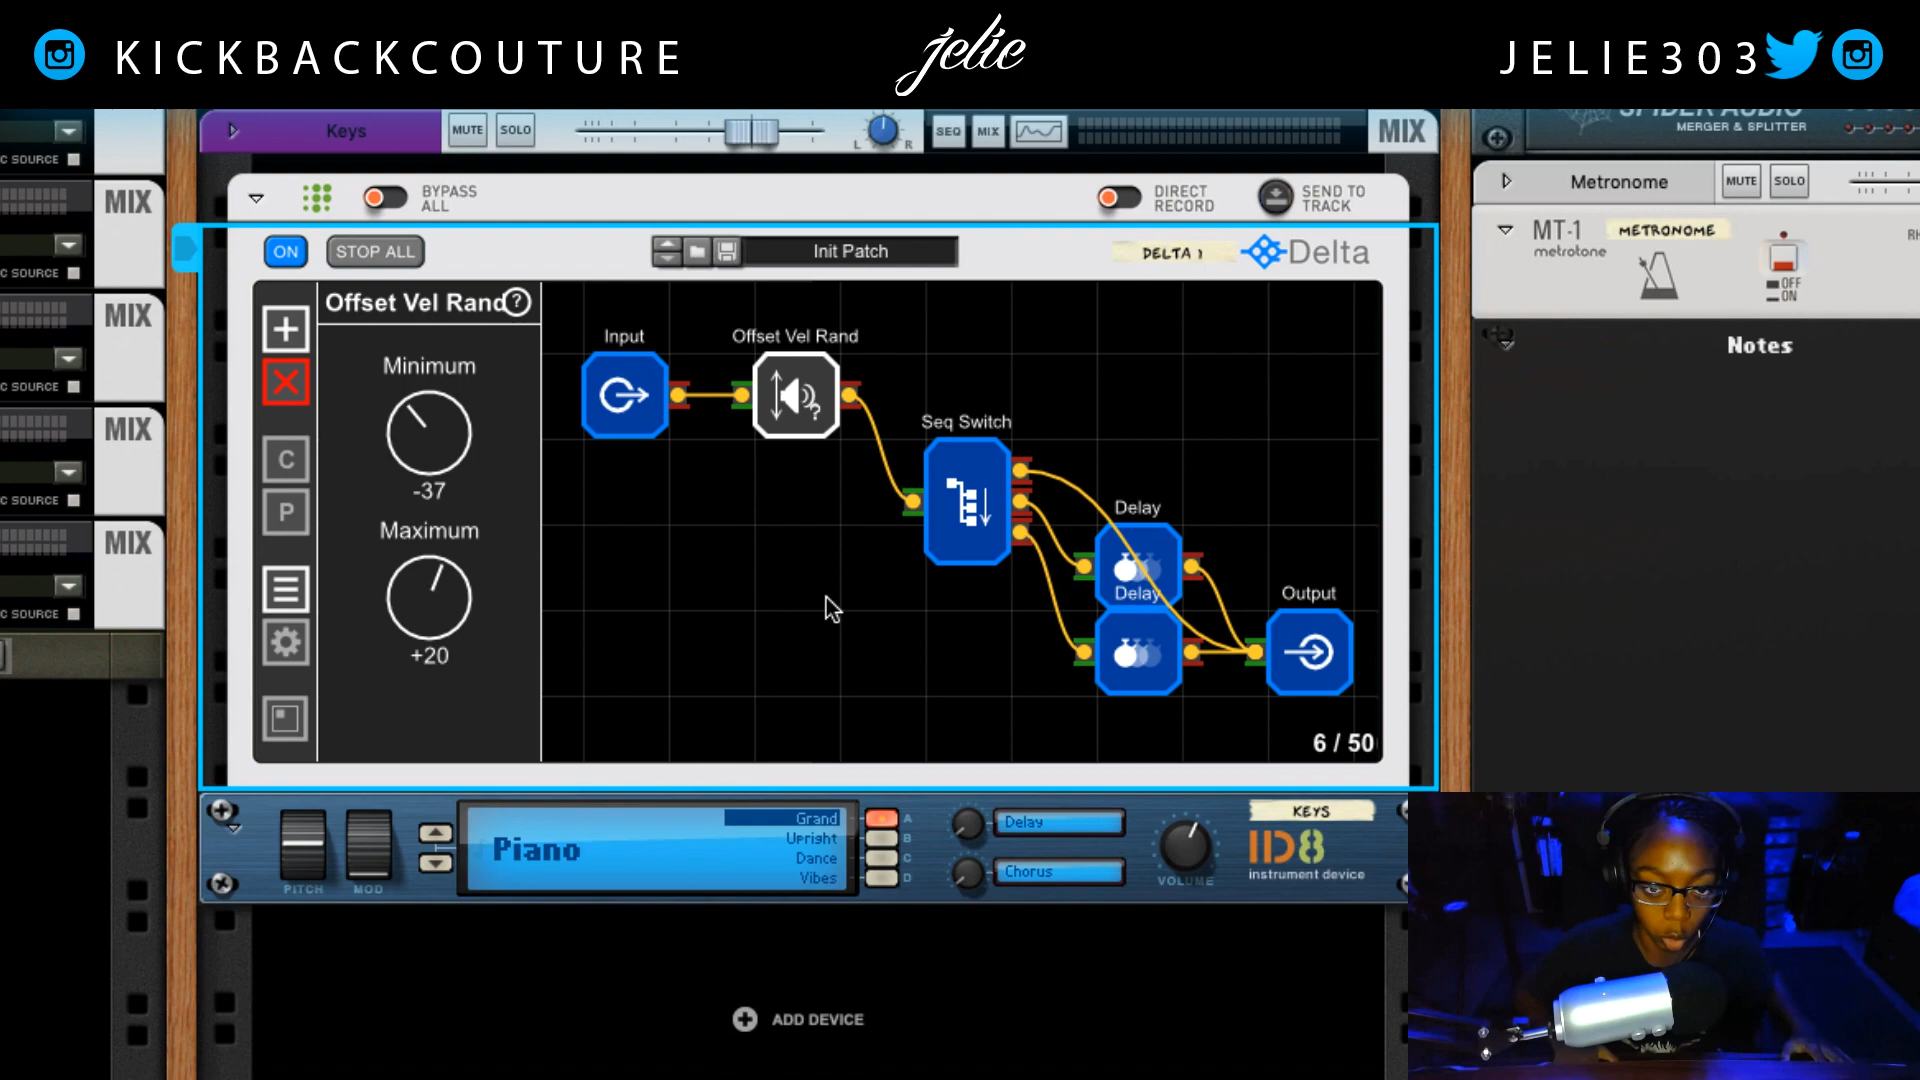 KICKBACKCOUTURE
jelie
JELIE303
Keys
MUTE
SOLO
L
R
SEQ
MIX
MIX
MERGER & SPLITTER
C SOURCE
MIX
C SOURCE
MIX
C SOURCE
MIX
C SOURCE
MIX
C SOURCE
BYPASS
ALL
DIRECT
RECORD
SEND TO
TRACK
Metronome
MUTE
SOLO
MT-1
metrotone
METRONOME
OFF
ON
Notes
ON
STOP ALL
Init Patch
DELTA 1
Delta
Offset Vel Rand
?
Minimum
-37
Maximum
+20
C
P
Input
Offset Vel Rand
Seq Switch
Delay
Delay
Output
6 / 50
PITCH
MOD
Piano
Grand
Upright
Dance
Vibes
A
B
C
D
Delay
Chorus
VOLUME
KEYS
ID8
instrument device
ADD DEVICE